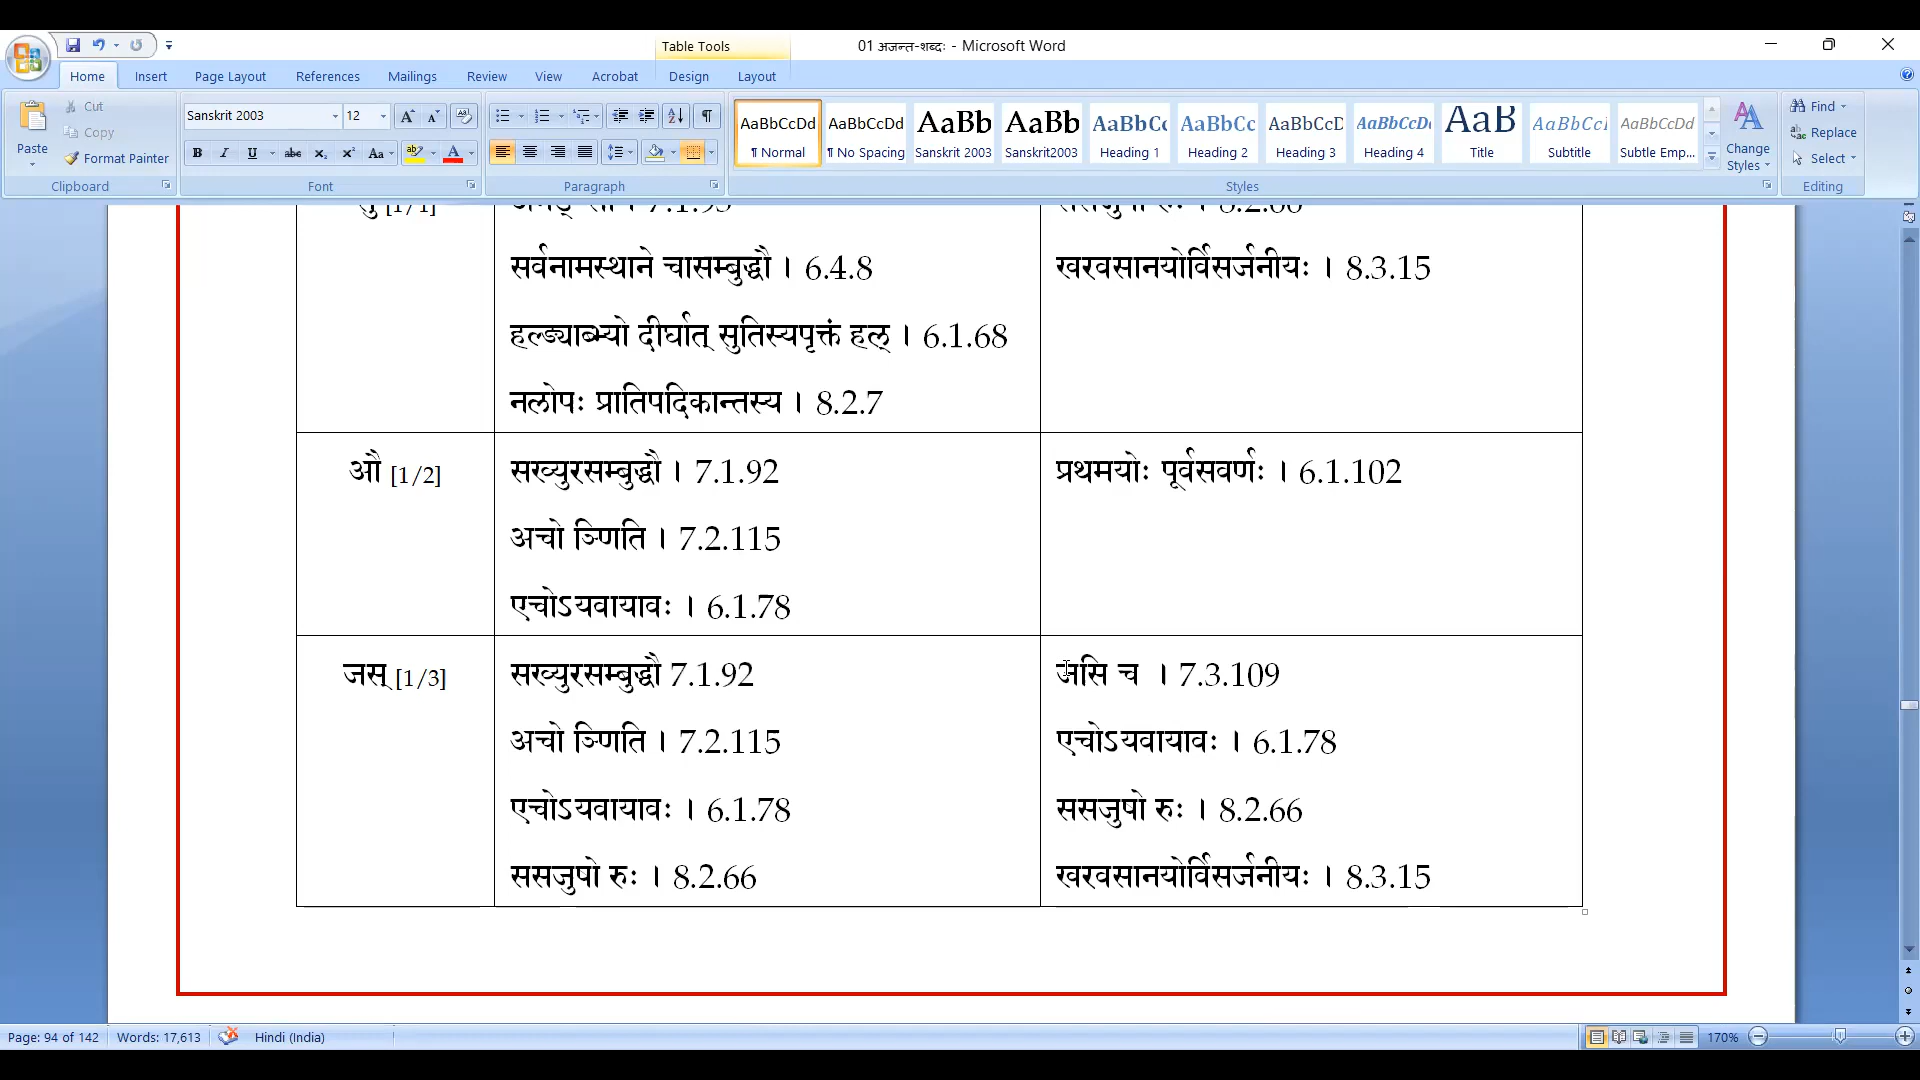 Table Tools
01 अजन्त-शब्दः - Microsoft Word
Home Insert Page Layout References Mailings Review View Acrobat Design Layout
Paste Cut Copy Format Painter Clipboard
Sanskrit 2003 12
Font
Paragraph
AaBbCcDd AaBbCcDd AaBb AaBb AaBbCc AaBbCc AaBbCcD AaBbCcD AaB AaBbCc AaBbCcDd
¶ Normal ¶ No Spacing Sanskrit 2003 Sanskrit2003 Heading 1 Heading 2 Heading 3 Heading 4 Title Subtitle Subtle Emp...
Styles
Change Styles
Find Replace Select Editing
सु [1/1]
ससजुषो रुः । 8.2.66
सर्वनामस्थाने चासम्बुद्धौ । 6.4.8
खरवसानयोर्विसर्जनीयः । 8.3.15
हल्ङ्याब्भ्यो दीर्घात् सुतिस्यपृक्तं हल् । 6.1.68
नलोपः प्रातिपदिकान्तस्य । 8.2.7
औ [1/2]
सख्युरसम्बुद्धौ । 7.1.92
प्रथमयोः पूर्वसवर्णः । 6.1.102
अचो ञ्णिति । 7.2.115
एचोऽयवायावः । 6.1.78
जस् [1/3]
सख्युरसम्बुद्धौ 7.1.92
जसि च । 7.3.109
अचो ञ्णिति । 7.2.115
एचोऽयवायावः । 6.1.78
एचोऽयवायावः । 6.1.78
ससजुषो रुः । 8.2.66
ससजुषो रुः । 8.2.66
खरवसानयोर्विसर्जनीयः । 8.3.15
Page: 94 of 142 Words: 17,613 Hindi (India) 170%